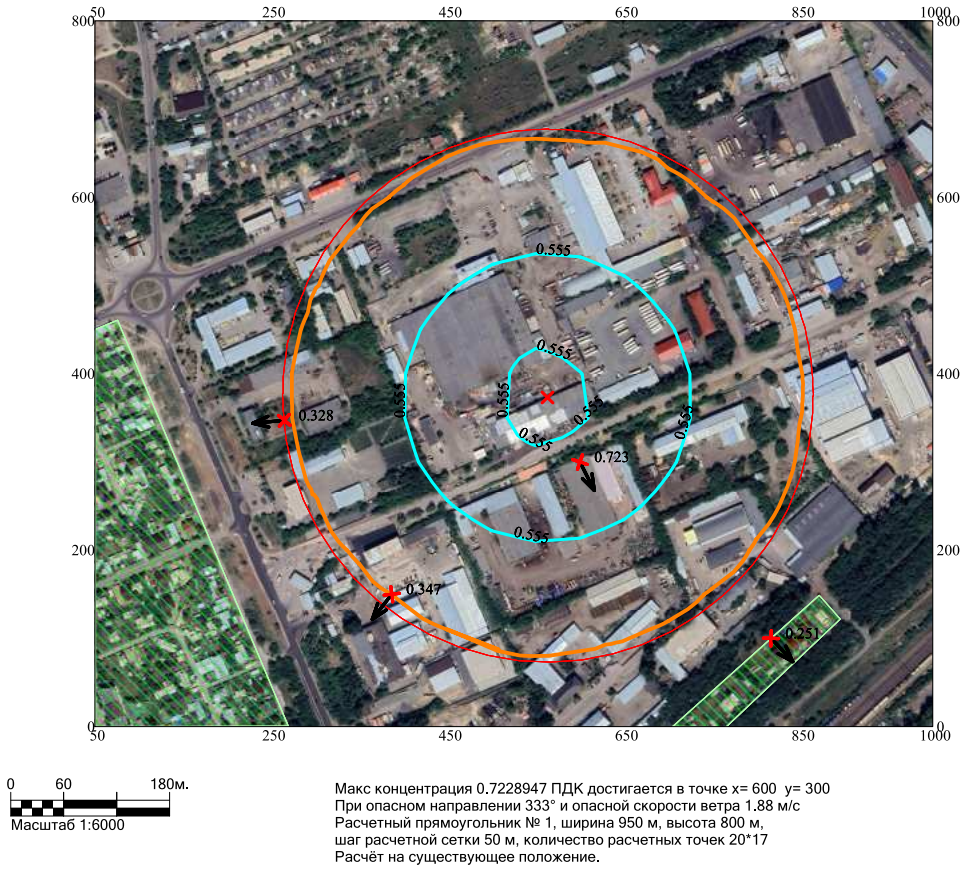 50 250 450 650 850 1000
800 800
600 600
400 400
200 200
0 0
50 250 450 650 850 1000
0.555
0.555
0.555
0.555
0.555
0.555
0.555
0.555
0.328
0.723
0.347
0.251
0 60 180м.
Масштаб 1:6000
Макс концентрация 0.7228947 ПДК достигается в точке x= 600 y= 300
При опасном направлении 333° и опасной скорости ветра 1.88 м/с
Расчетный прямоугольник № 1, ширина 950 м, высота 800 м,
шаг расчетной сетки 50 м, количество расчетных точек 20*17
Расчёт на существующее положение.